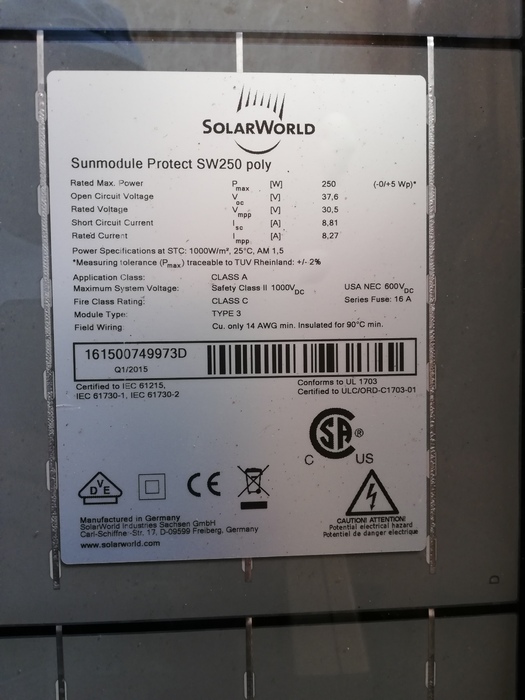 SOLARWORLD
Sunmodule Protect SW250 poly
Rated Max. Power P max [W] 250 (-0/+5 Wp)*
Open Circuit Voltage V oc [V] 37,6
Rated Voltage V mpp [V] 30,5
Short Circuit Current I sc [A] 8,81
Rated Current I mpp [A] 8,27
Power Specifications at STC: 1000W/m², 25°C, AM 1,5
*Measuring tolerance (Pmax) traceable to TUV Rheinland: +/- 2%
Application Class: CLASS A
Maximum System Voltage: Safety Class II 1000VDC USA NEC 600VDC
Fire Class Rating: CLASS C Series Fuse: 16 A
Module Type: TYPE 3
Field Wiring Cu. only 14 AWG min. Insulated for 90°C min.
161500749973D
Q1/2015
Certified to IEC 61215,
IEC 61730-1, IEC 61730-2
Conforms to UL 1703
Certified to ULC/ORD-C1703-01
SA ®
C US
DVE
CE
Manufactured in Germany
SolarWorld Industries Sachsen GmbH
Carl-Schiffne -Str. 17, D-09599 Freiberg, Germany
www.solarworld.com
CAUTION! ATTENTION!
Potential electrical hazard
Potentiel de danger electrique